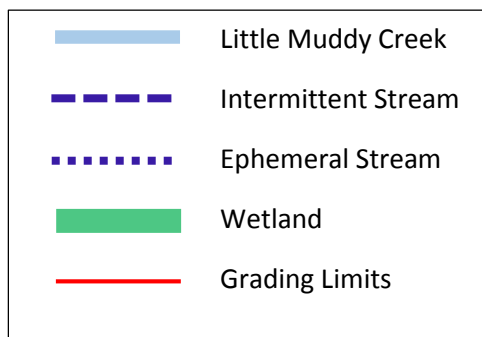 Little Muddy Creek
Intermittent Stream
Ephemeral Stream
Wetland
Grading Limits